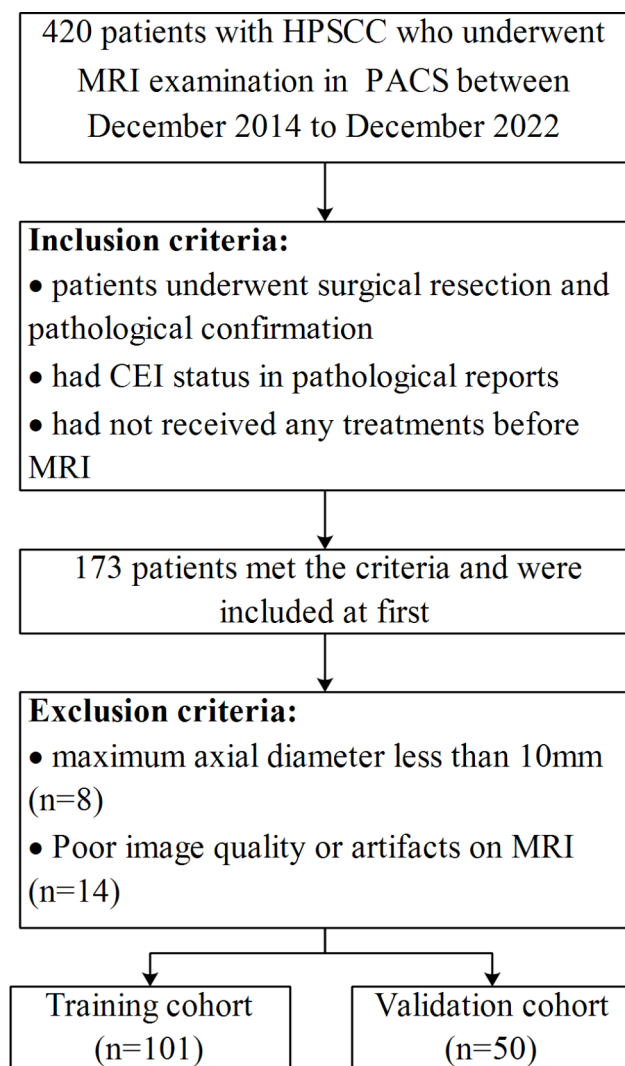 420 patients with HPSCC who underwent
MRI examination in PACS between
December 2014 to December 2022
Inclusion criteria:
• patients underwent surgical resection and
pathological confirmation
• had CEI status in pathological reports
• had not received any treatments before
MRI
173 patients met the criteria and were
included at first
Exclusion criteria:
• maximum axial diameter less than 10mm
(n=8)
• Poor image quality or artifacts on MRI
(n=14)
Training cohort
(n=101)
Validation cohort
(n=50)